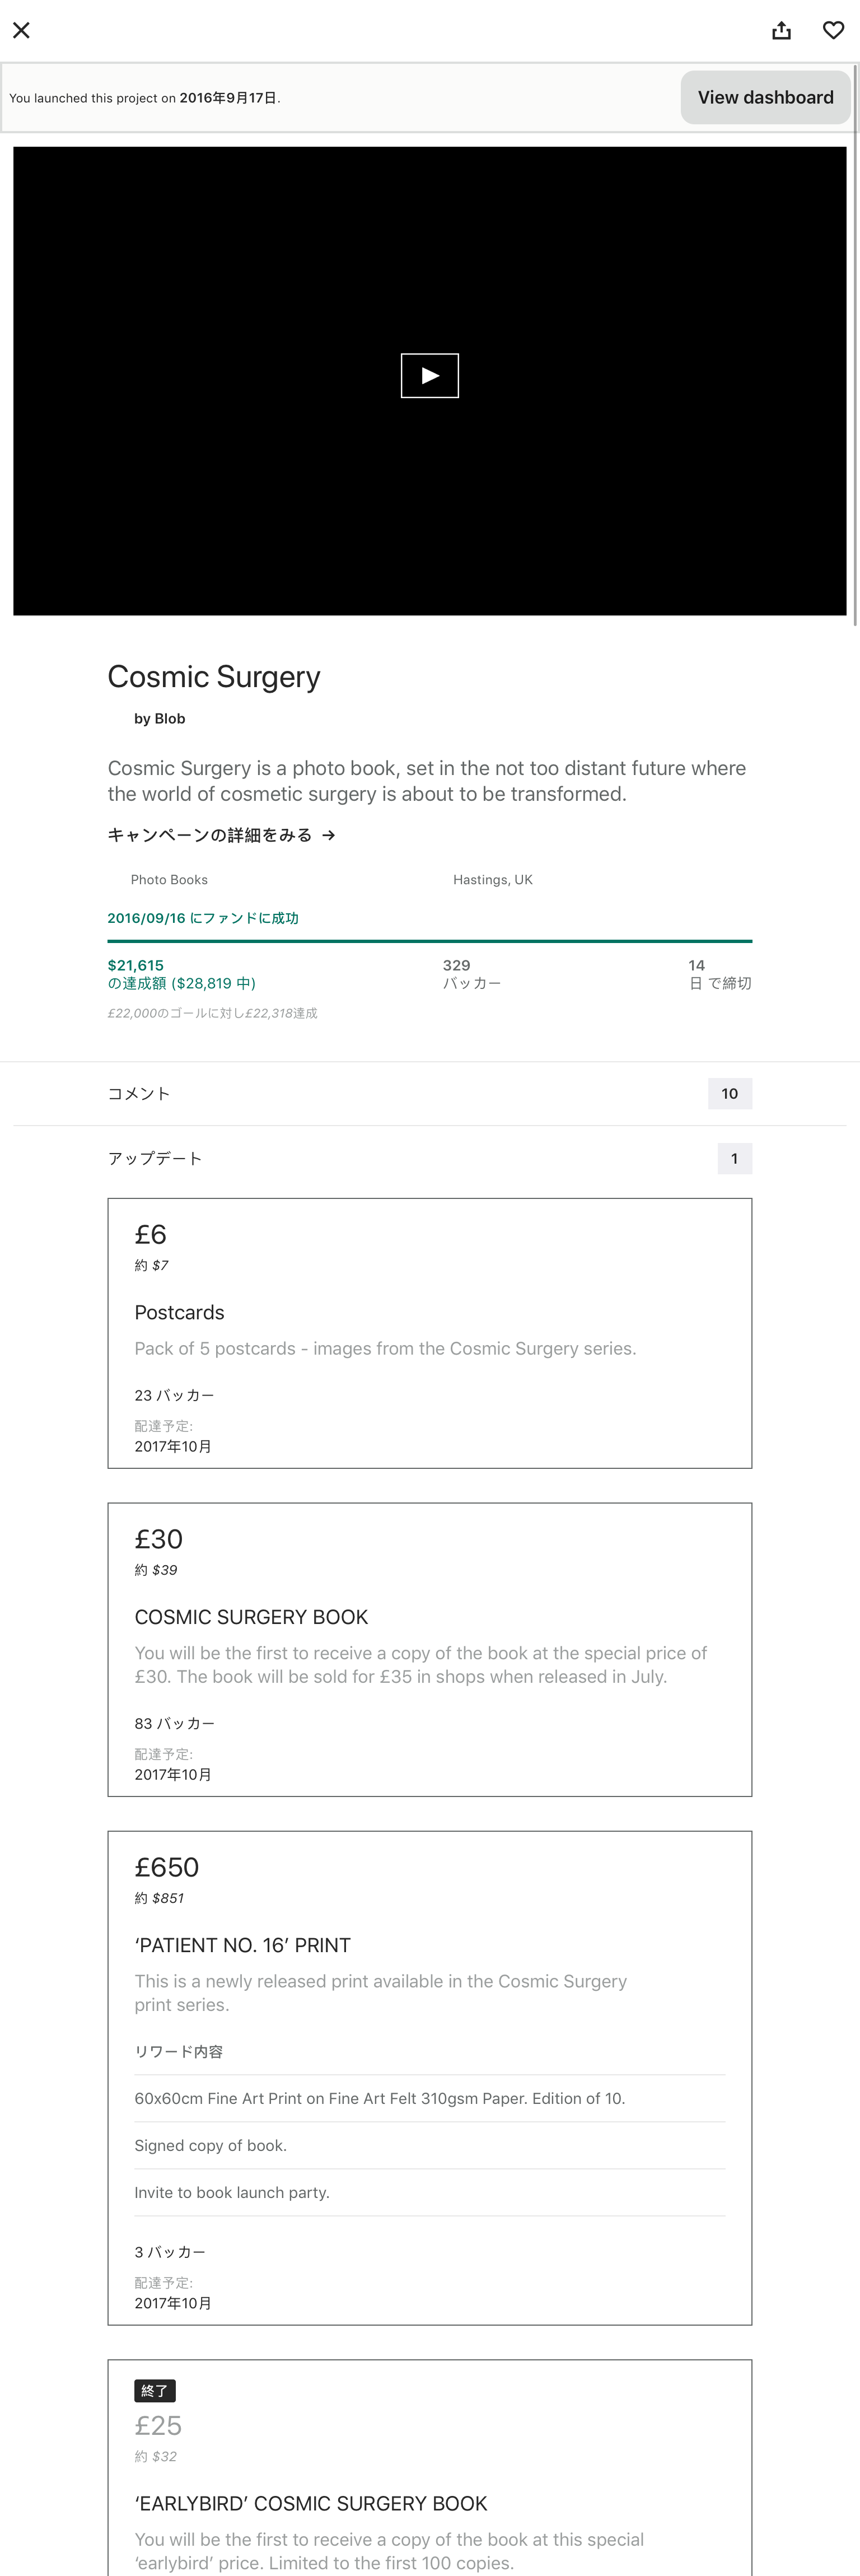 You launched this project on 2016年9月17日.
View dashboard
Cosmic Surgery
by Blob
Cosmic Surgery is a photo book, set in the not too distant future where
the world of cosmetic surgery is about to be transformed.
キャンペーンの詳細をみる →
Photo Books
Hastings, UK
2016/09/16 にファンドに成功
$21,615
の達成額 ($28,819 中)
329
バッカー
14
日 で締切
£22,000のゴールに対し£22,318達成
コメント
10
アップデート
1
£6
約 $7
Postcards
Pack of 5 postcards - images from the Cosmic Surgery series.
23 バッカー
配達予定:
2017年10月
£30
約 $39
COSMIC SURGERY BOOK
You will be the first to receive a copy of the book at the special price of
£30. The book will be sold for £35 in shops when released in July.
83 バッカー
配達予定:
2017年10月
£650
約 $851
‘PATIENT NO. 16’ PRINT
This is a newly released print available in the Cosmic Surgery
print series.
リワード内容
60x60cm Fine Art Print on Fine Art Felt 310gsm Paper. Edition of 10.
Signed copy of book.
Invite to book launch party.
3 バッカー
配達予定:
2017年10月
終了
£25
約 $32
‘EARLYBIRD’ COSMIC SURGERY BOOK
You will be the first to receive a copy of the book at this special
‘earlybird’ price. Limited to the first 100 copies.